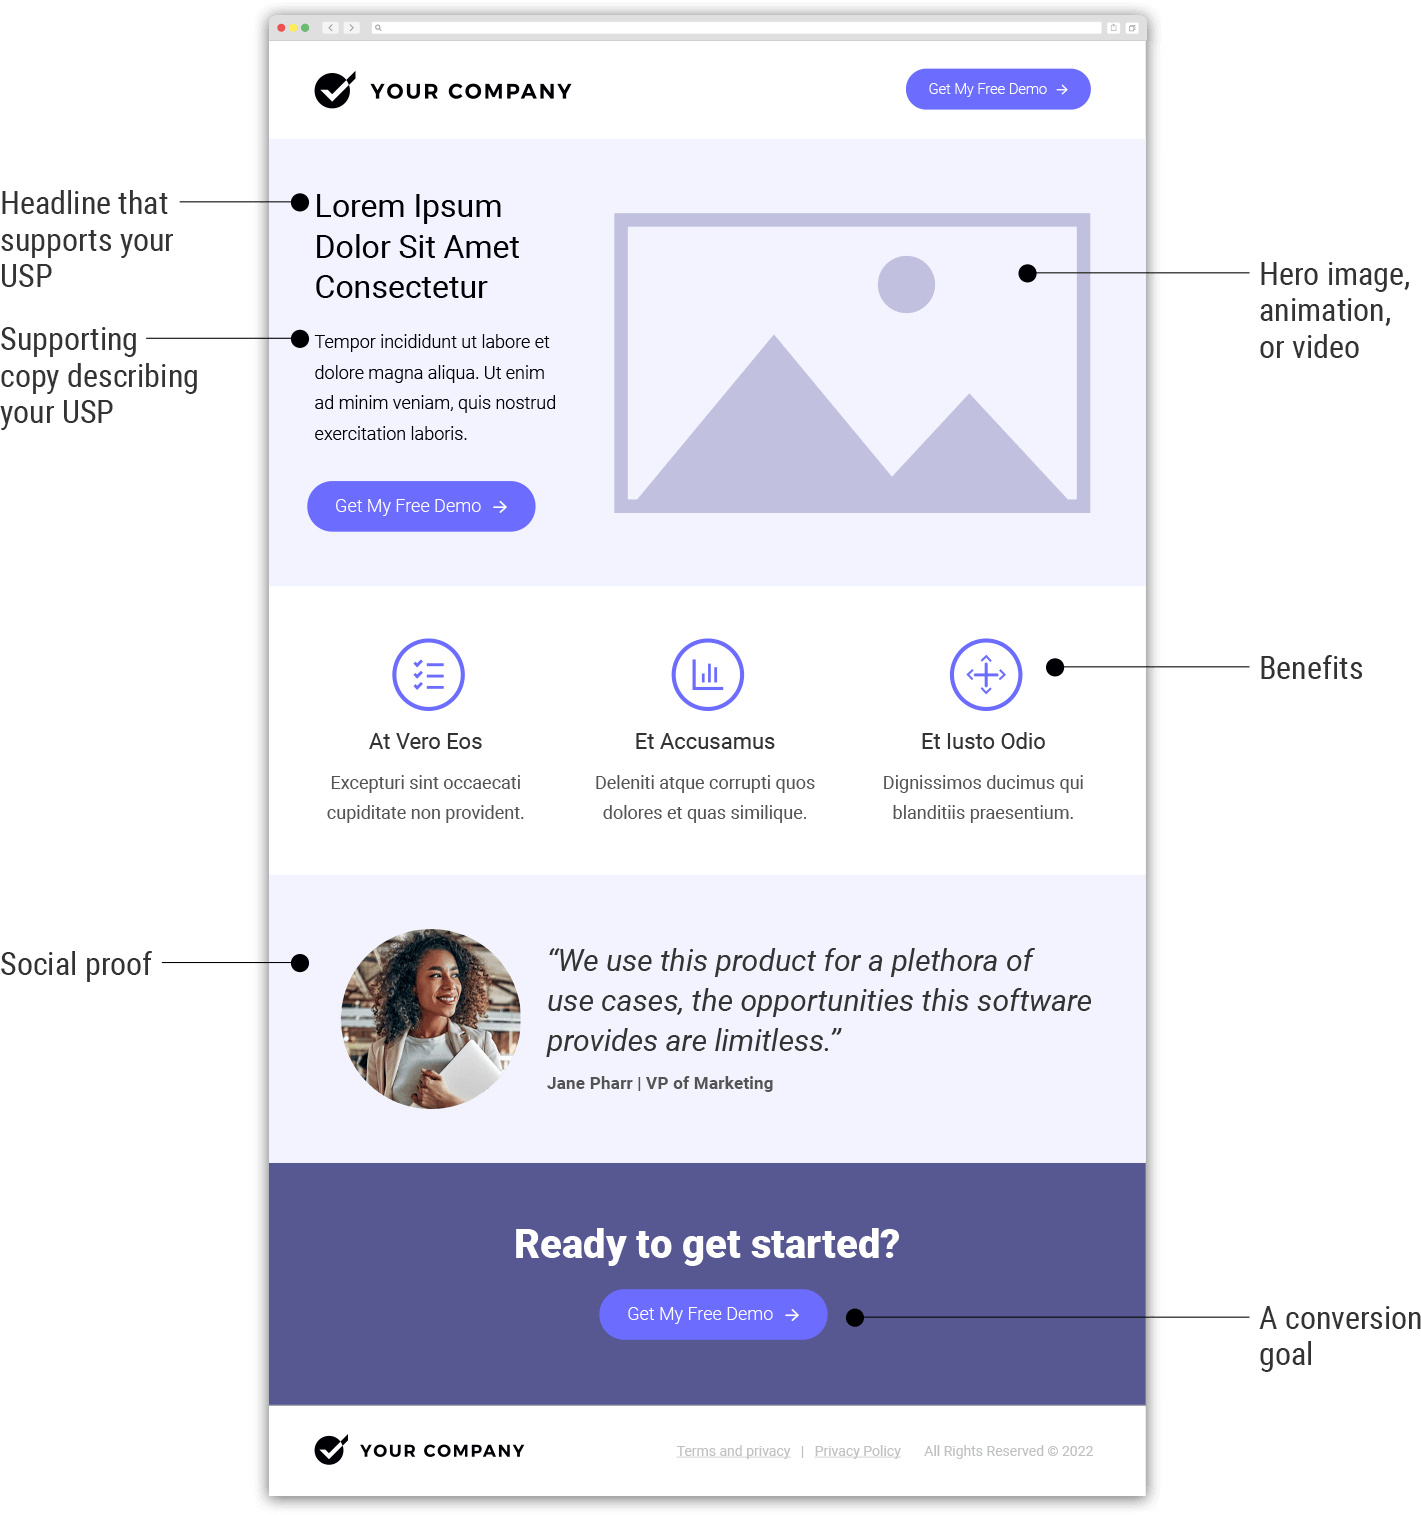 YOUR COMPANY
Get My Free Demo
Headline that
supports your
USP
Lorem Ipsum
Dolor Sit Amet
Consectetur
Hero image,
animation,
or video
Supporting
copy describing
your USP
Tempor incididunt ut labore et
dolore magna aliqua. Ut enim
ad minim veniam, quis nostrud
exercitation laboris.
Get My Free Demo
Benefits
At Vero Eos
Excepturi sint occaecati
cupiditate non provident.
Et Accusamus
Deleniti atque corrupti quos
dolores et quas similique.
Et Iusto Odio
Dignissimos ducimus qui
blanditiis praesentium.
Social proof
“We use this product for a plethora of
use cases, the opportunities this software
provides are limitless.”
Jane Pharr | VP of Marketing
Ready to get started?
Get My Free Demo
A conversion
goal
YOUR COMPANY
Terms and privacy | Privacy Policy All Rights Reserved © 2022